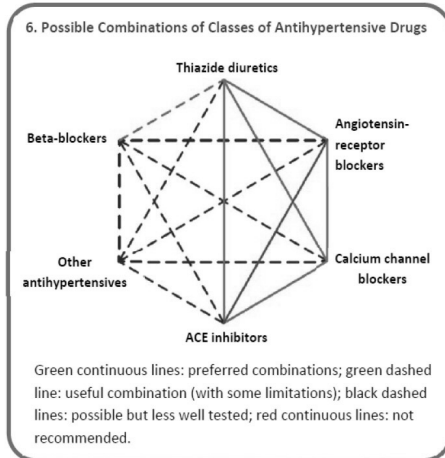 6. Possible Combinations of Classes of Antihypertensive Drugs
Thiazide diuretics
Beta-blockers
Angiotensin-
receptor
blockers
Other
antihypertensives
Calcium channel
blockers
ACE inhibitors
Green continuous lines: preferred combinations; green dashed
line: useful combination (with some limitations); black dashed
lines: possible but less well tested; red continuous lines: not
recommended.